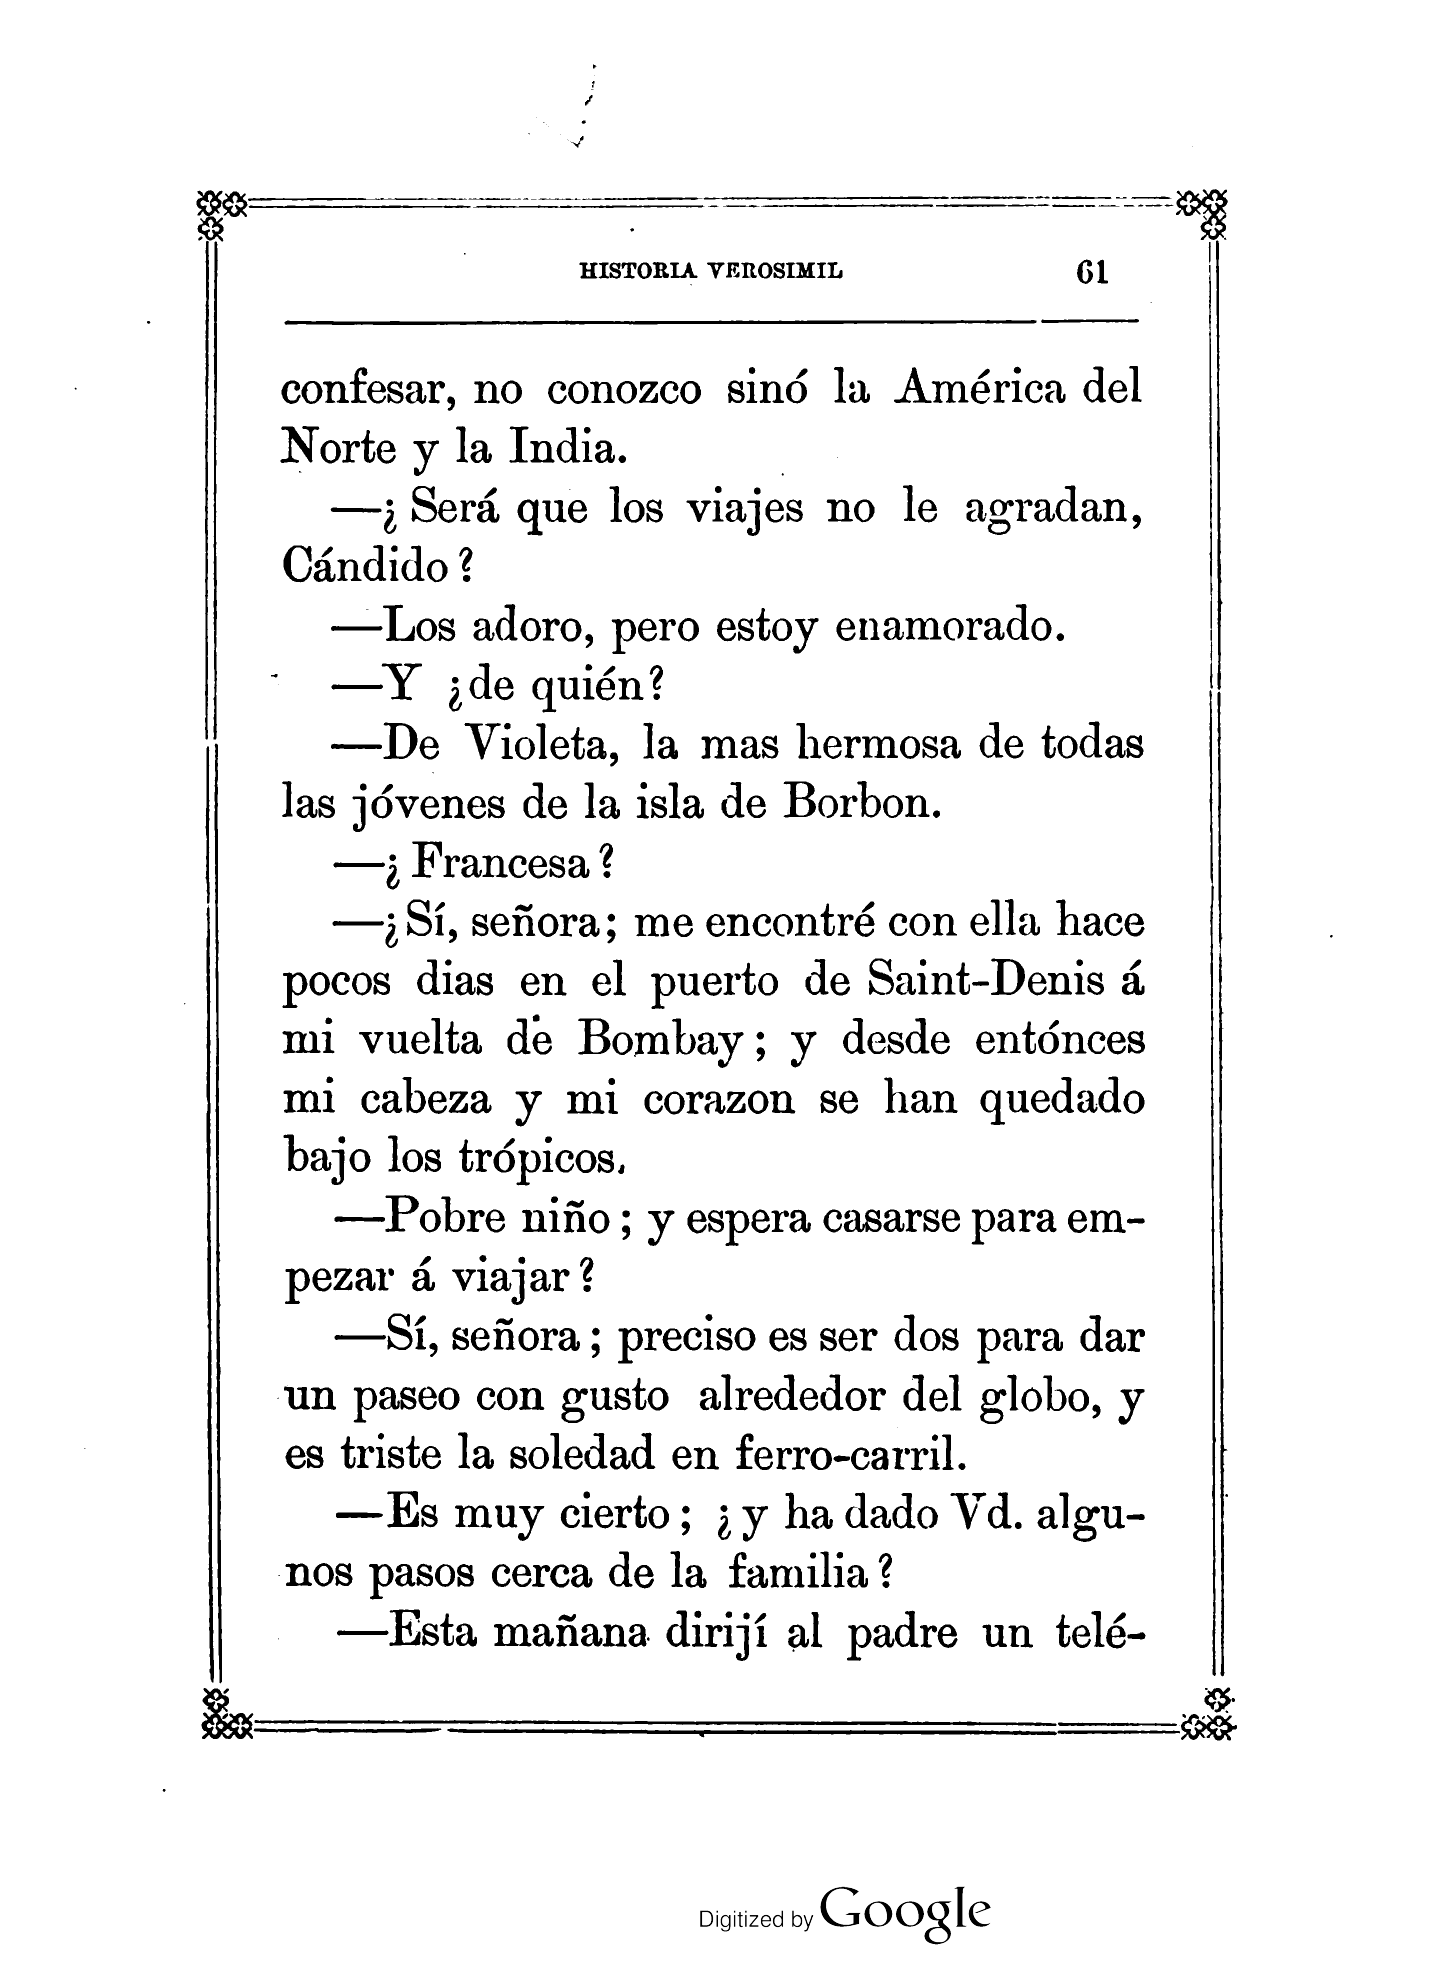 HISTORIA VEROSIMIL 61
confesar, no conozco sinó la América del
Norte y la India.
—¿ Será que los viajes no le agradan,
Cándido ?
—Los adoro, pero estoy enamorado.
—Y ¿de quién?
—De Violeta, la mas hermosa de todas
las jóvenes de la isla de Borbon.
—¿ Francesa ?
—¿ Sí, señora; me encontré con ella hace
pocos dias en el puerto de Saint-Denis á
mi vuelta de Bombay ; y desde entónces
mi cabeza y mi corazon se han quedado
bajo los trópicos.
—Pobre niño ; y espera casarse para em-
pezar á viajar ?
—Sí, señora ; preciso es ser dos para dar
un paseo con gusto alrededor del globo, y
es triste la soledad en ferro-carril.
—Es muy cierto ; ¿ y ha dado Vd. algu-
nos pasos cerca de la familia ?
—Esta mañana dirijí al padre un telé-
Digitized by Google